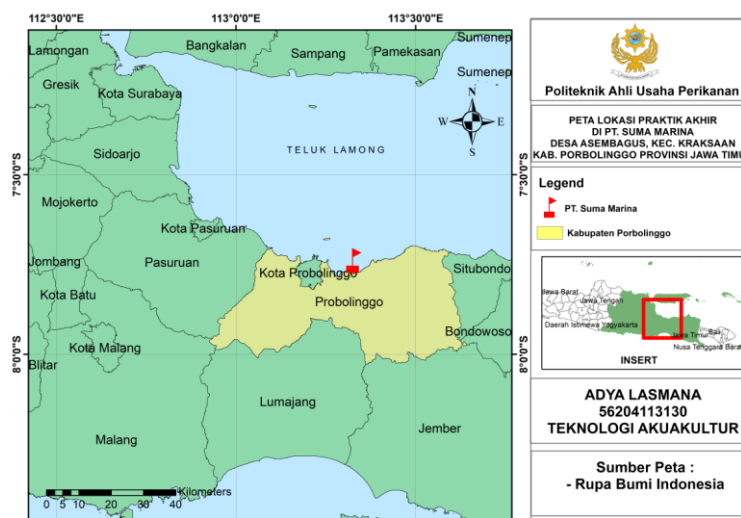 112°30'0"E
113°0'0"E
113°30'0"E
Lamongan
Bangkalan
Sampang
Pamekasan
Sumenep
Sumenep
Gresik
Kota Surabaya
N
W
E
S
TELUK LAMONG
7°30'0"S
7°30'0"S
Sidoarjo
Mojokerto
Kota Pasuruan
Jombang
Pasuruan
Kota Probolinggo
Situbondo
Kota Batu
Probolinggo
Bondowoso
Kota Malang
8°0'0"S
8°0'0"S
Blitar
Lumajang
Jember
Malang
Kilometers
0 5 10 20 30 40
Politeknik Ahli Usaha Perikanan
PETA LOKASI PRAKTIK AKHIR
DI PT. SUMA MARINA
DESA ASEMBAGUS, KEC. KRAKSAAN
KAB. PORBOLINGGO PROVINSI JAWA TIMU
Legend
PT. Suma Marina
Kabupaten Porbolinggo
Jawa Barat
Jawa Tengah
Daerah Istimewa Yogyakarta
Jawa Timur
Bali
Nusa Tenggara Barat
INSERT
ADYA LASMANA
56204113130
TEKNOLOGI AKUAKULTUR
Sumber Peta :
- Rupa Bumi Indonesia